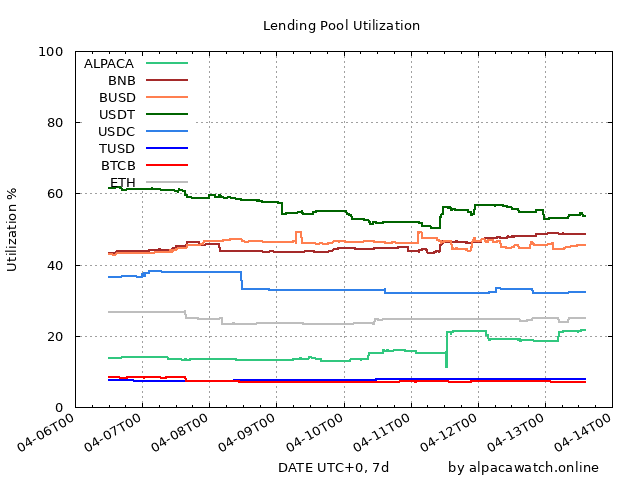 Lending Pool Utilization
100
80
60
40
20
0
Utilization %
ALPACA
BNB
BUSD
USDT
USDC
TUSD
BTCB
ETH
04-06T00
04-07T00
04-08T00
04-09T00
04-10T00
04-11T00
04-12T00
04-13T00
04-14T00
DATE UTC+0, 7d by alpacawatch.online